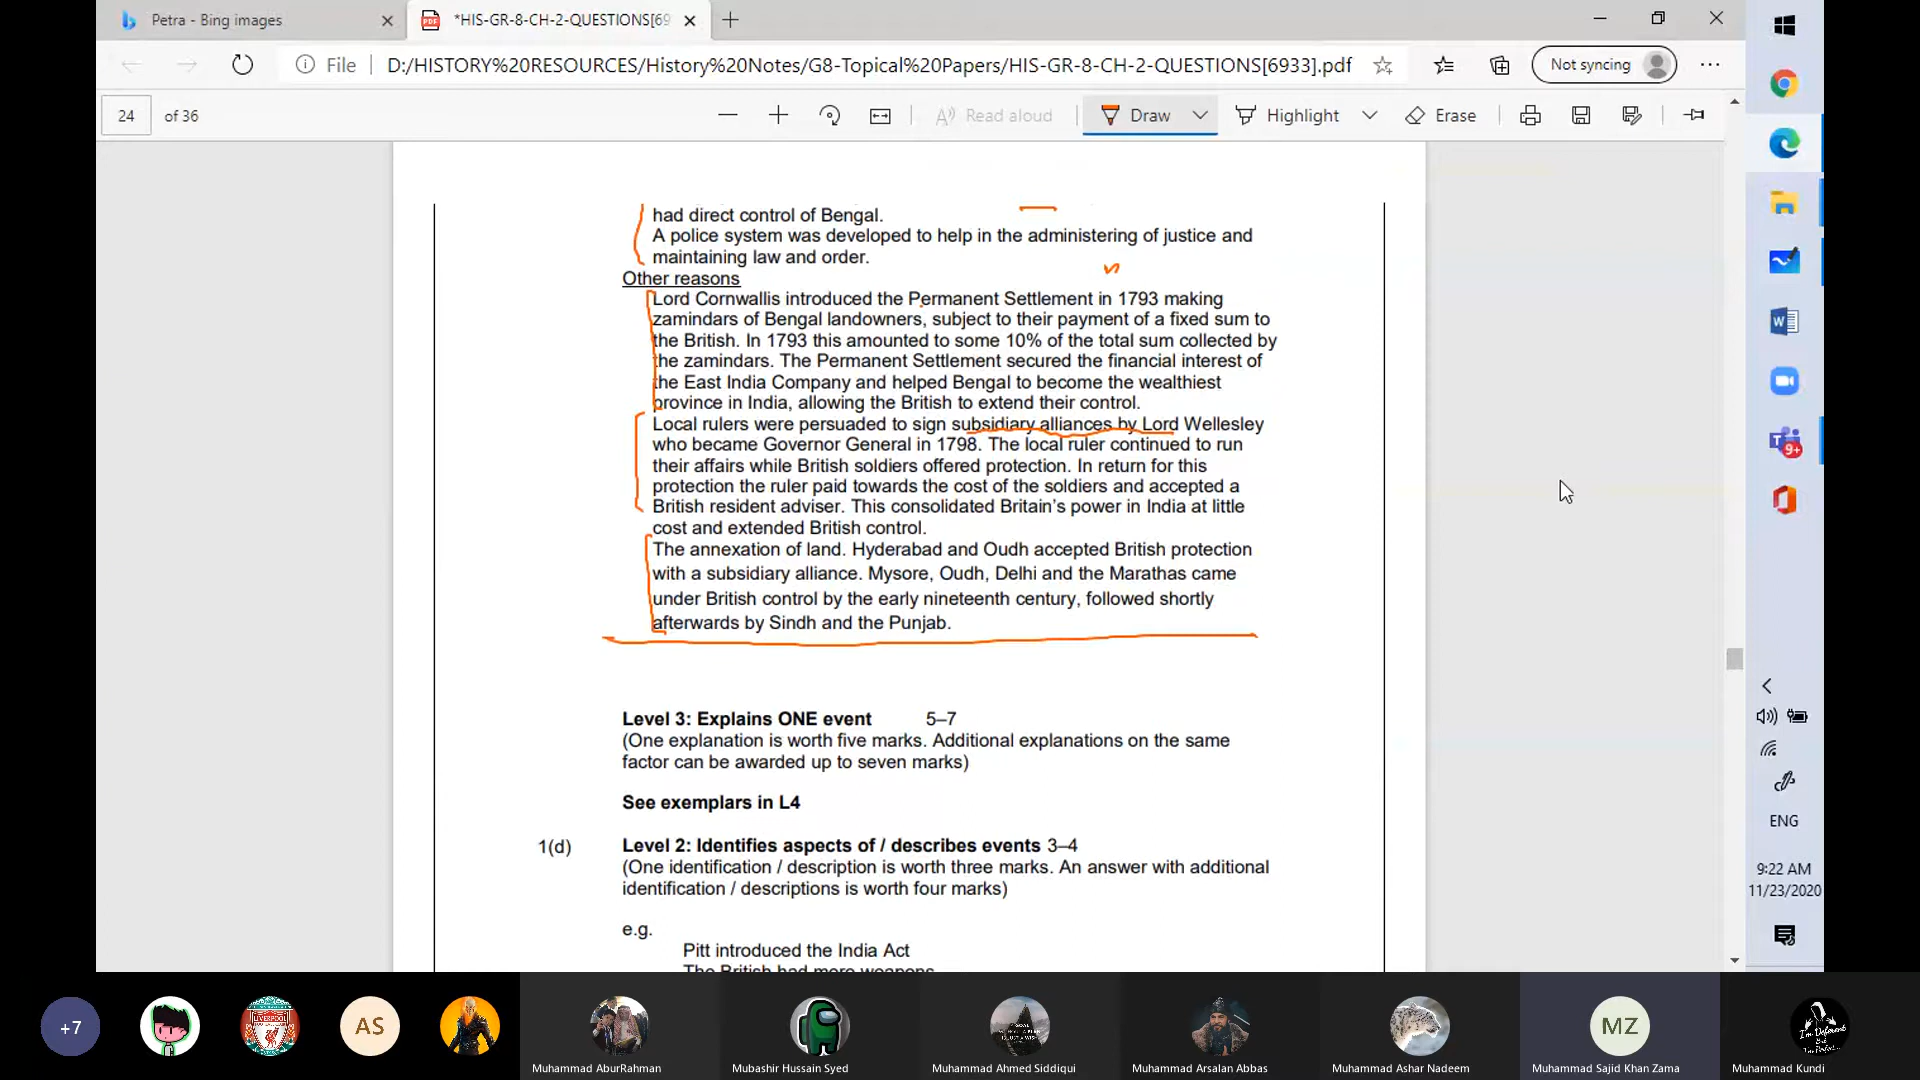 Petra - Bing images
*HIS-GR-8-CH-2-QUESTIONS[69
File
D:/HISTORY%20RESOURCES/History%20Notes/G8-Topical%20Papers/HIS-GR-8-CH-2-QUESTIONS[6933].pdf
Not syncing
24 of 36
Read aloud
Draw
Highlight
Erase
had direct control of Bengal.
A police system was developed to help in the administering of justice and
maintaining law and order.
Other reasons
Lord Cornwallis introduced the Permanent Settlement in 1793 making
zamindars of Bengal landowners, subject to their payment of a fixed sum to
the British. In 1793 this amounted to some 10% of the total sum collected by
the zamindars. The Permanent Settlement secured the financial interest of
the East India Company and helped Bengal to become the wealthiest
province in India, allowing the British to extend their control.
Local rulers were persuaded to sign subsidiary alliances by Lord Wellesley
who became Governor General in 1798. The local ruler continued to run
their affairs while British soldiers offered protection. In return for this
protection the ruler paid towards the cost of the soldiers and accepted a
British resident adviser. This consolidated Britain's power in India at little
cost and extended British control.
The annexation of land. Hyderabad and Oudh accepted British protection
with a subsidiary alliance. Mysore, Oudh, Delhi and the Marathas came
under British control by the early nineteenth century, followed shortly
afterwards by Sindh and the Punjab.
Level 3: Explains ONE event 5–7
(One explanation is worth five marks. Additional explanations on the same
factor can be awarded up to seven marks)
See exemplars in L4
1(d) Level 2: Identifies aspects of / describes events 3–4
(One identification / description is worth three marks. An answer with additional
identification / descriptions is worth four marks)
e.g.
Pitt introduced the India Act
The British had more weapons
9+
ENG
9:22 AM
11/23/2020
+7
LIVERPOOL
AS
MZ
Muhammad AburRahman
Mubashir Hussain Syed
Muhammad Ahmed Siddiqui
Muhammad Arsalan Abbas
Muhammad Ashar Nadeem
Muhammad Sajid Khan Zama
Muhammad Kundi